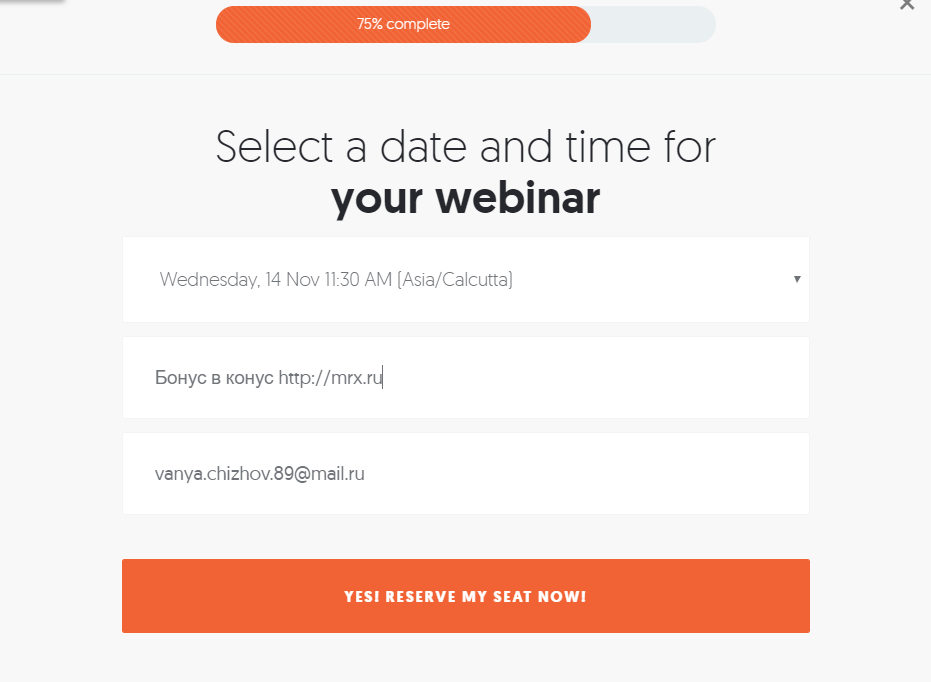 75% complete
Select a date and time for
your webinar
Wednesday, 14 Nov 11:30 AM (Asia/Calcutta)
Бонус в конус http://mrx.ru
vanya.chizhov.89@mail.ru
YES! RESERVE MY SEAT NOW!